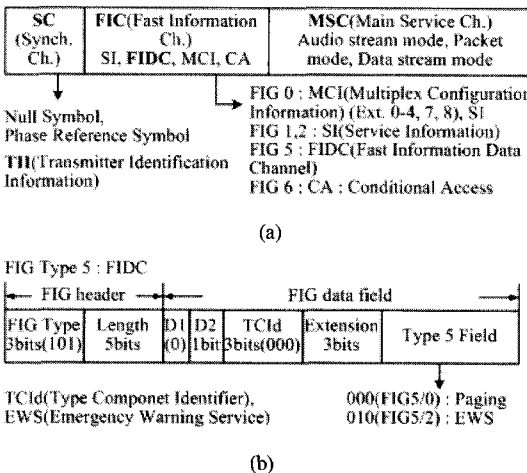 SC
(Synch.
Ch.)
FIC(Fast Information
Ch.)
SI, FIDC, MCI, CA
MSC(Main Service Ch.)
Audio stream mode, Packet
mode, Data stream mode
Null Symbol,
Phase Reference Symbol
TII(Transmitter Identification
Information)
FIG 0 : MCI(Multiplex Configuration
Information) (Ext. 0-4, 7, 8), SI
FIG 1,2 : SI(Service Information)
FIG 5 : FIDC(Fast Information Data
Channel)
FIG 6 : CA : Conditional Access
(a)
FIG Type 5 : FIDC
FIG header
FIG data field
FIG Type
3bits(101)
Length
5bits
D1
(0)
D2
1bit
TCId
3bits(000)
Extension
3bits
Type 5 Field
TCId(Type Componet Identifier),
EWS(Emergency Warning Service)
000(FIG5/0) : Paging
010(FIG5/2) : EWS
(b)